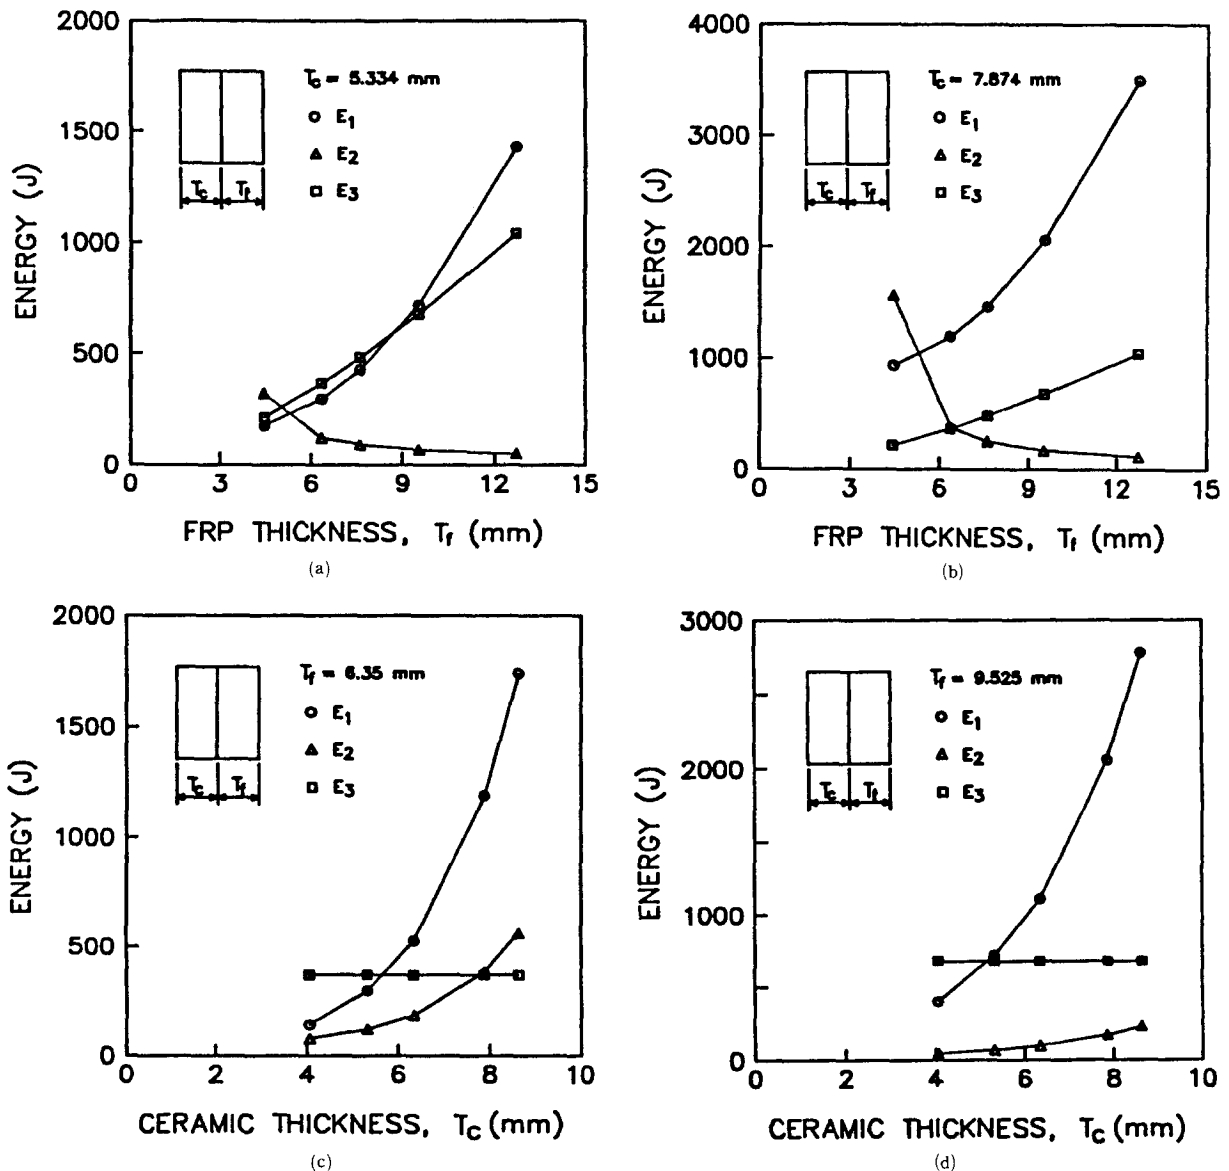 2000
1500
1000
500
0
ENERGY (J)
Tc = 5.334 mm
E1
E2
E3
Tc
Tf
0 3 6 9 12 15
FRP THICKNESS, Tf (mm)
(a)
4000
3000
2000
1000
0
ENERGY (J)
Tc = 7.874 mm
E1
E2
E3
Tc
Tf
0 3 6 9 12 15
FRP THICKNESS, Tf (mm)
(b)
2000
1500
1000
500
0
ENERGY (J)
Tf = 6.35 mm
E1
E2
E3
Tc
Tf
0 2 4 6 8 10
CERAMIC THICKNESS, Tc (mm)
(c)
3000
2000
1000
0
ENERGY (J)
Tf = 9.525 mm
E1
E2
E3
Tc
Tf
0 2 4 6 8 10
CERAMIC THICKNESS, Tc (mm)
(d)